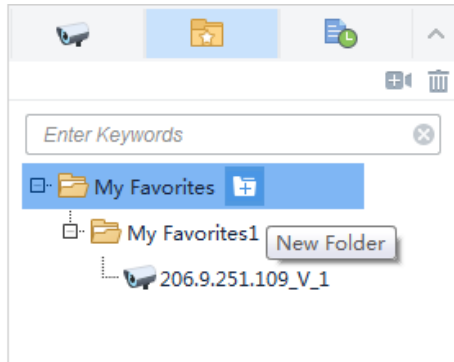 Enter Keywords
My Favorites
My Favorites1
New Folder
206.9.251.109_V_1